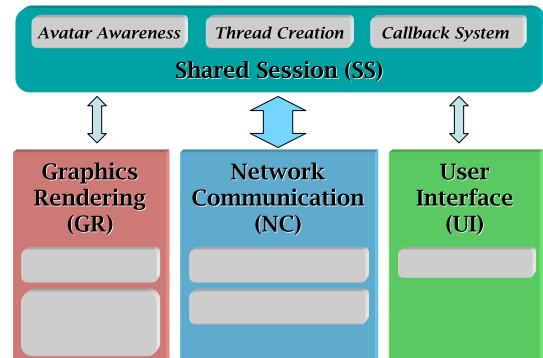 Avatar Awareness Thread Creation Callback System
Shared Session (SS)
Graphics
Rendering
(GR)
Network
Communication
(NC)
User
Interface
(UI)